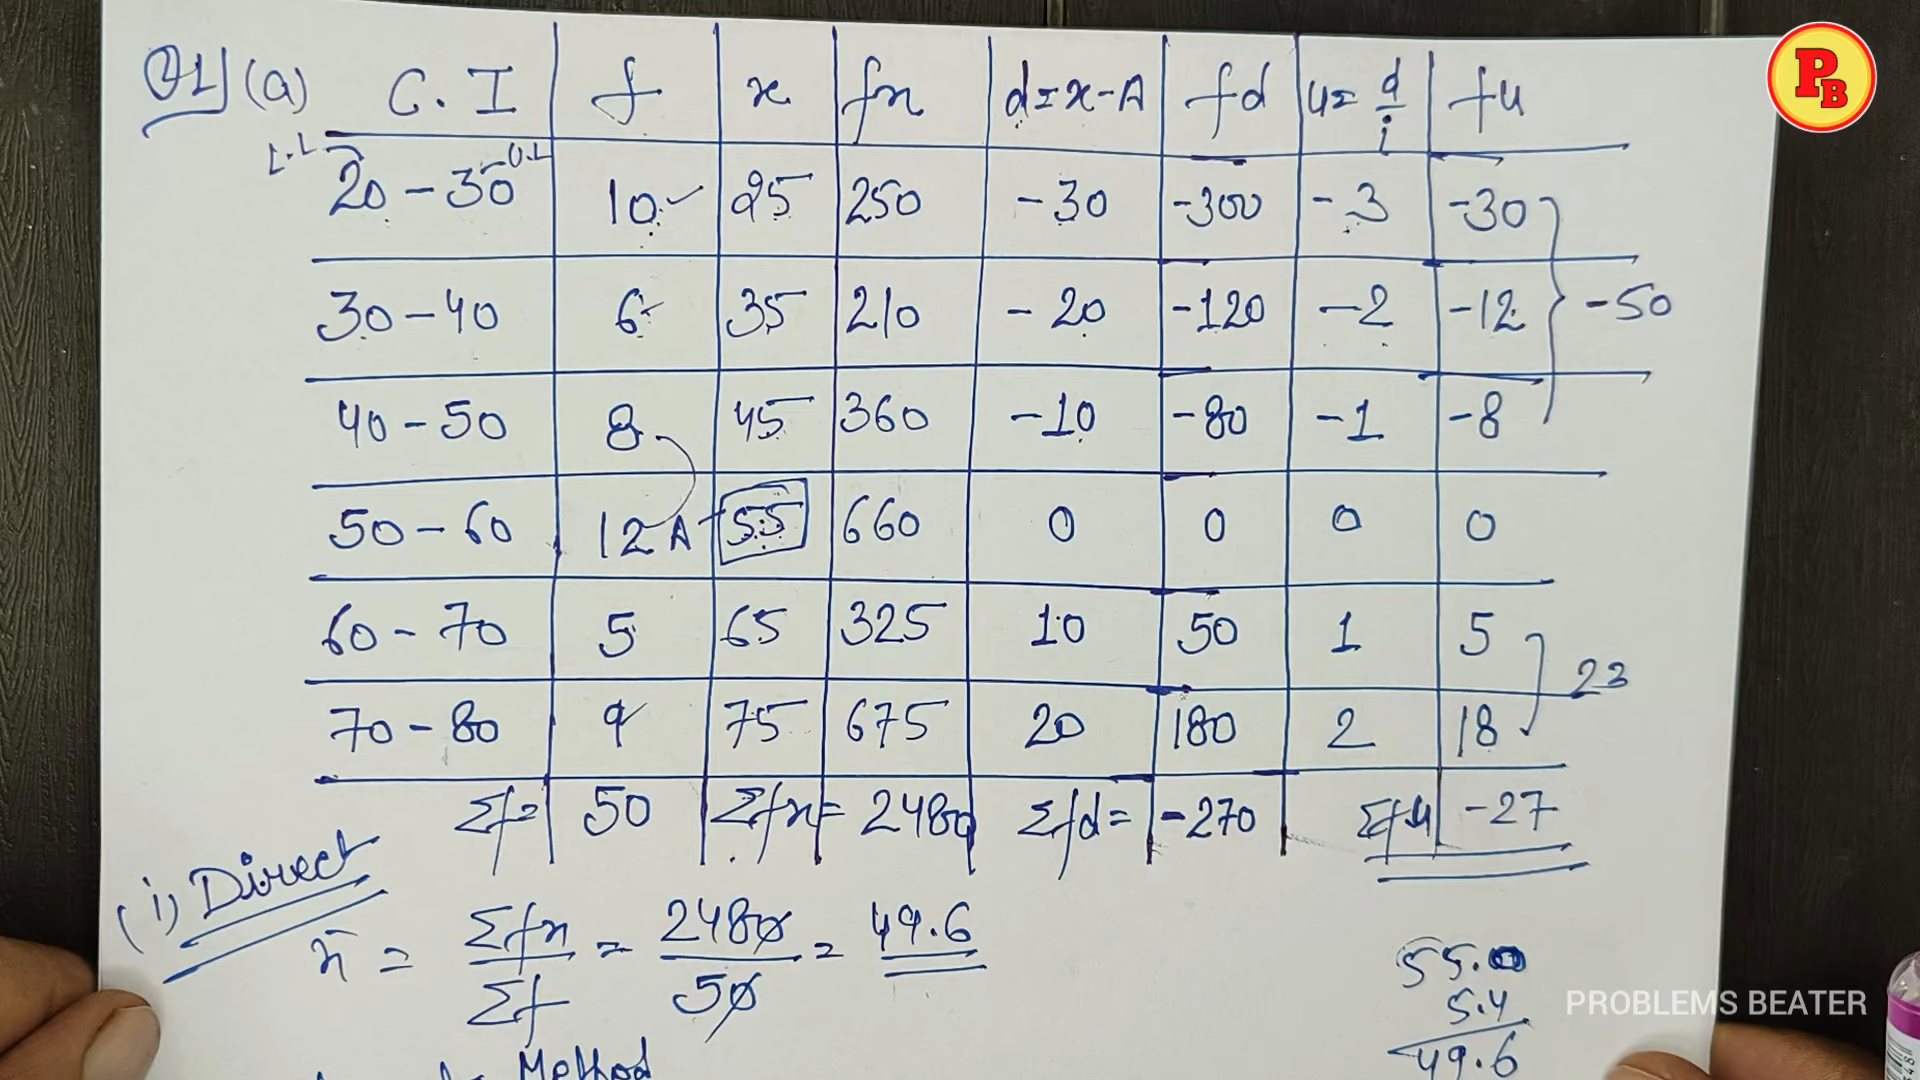 Q1 (a) C.I f x fx d=x-A fd u=d/i fu
L.L U.L
20-30 10 25 250 -30 -300 -3 -30
30-40 6 35 210 -20 -120 -2 -12 -50
40-50 8 45 360 -10 -80 -1 -8
50-60 12 A 55 660 0 0 0 0
60-70 5 65 325 10 50 1 5
23
70-80 9 75 675 20 180 2 18
Σf= 50 Σfx= 2480 Σfd= -270 Σfu -27
(i) Direct
x̄ = Σfx/Σf = 2480/50 = 49.6
55.0
5.4
49.6
Method
PROBLEMS BEATER
PB